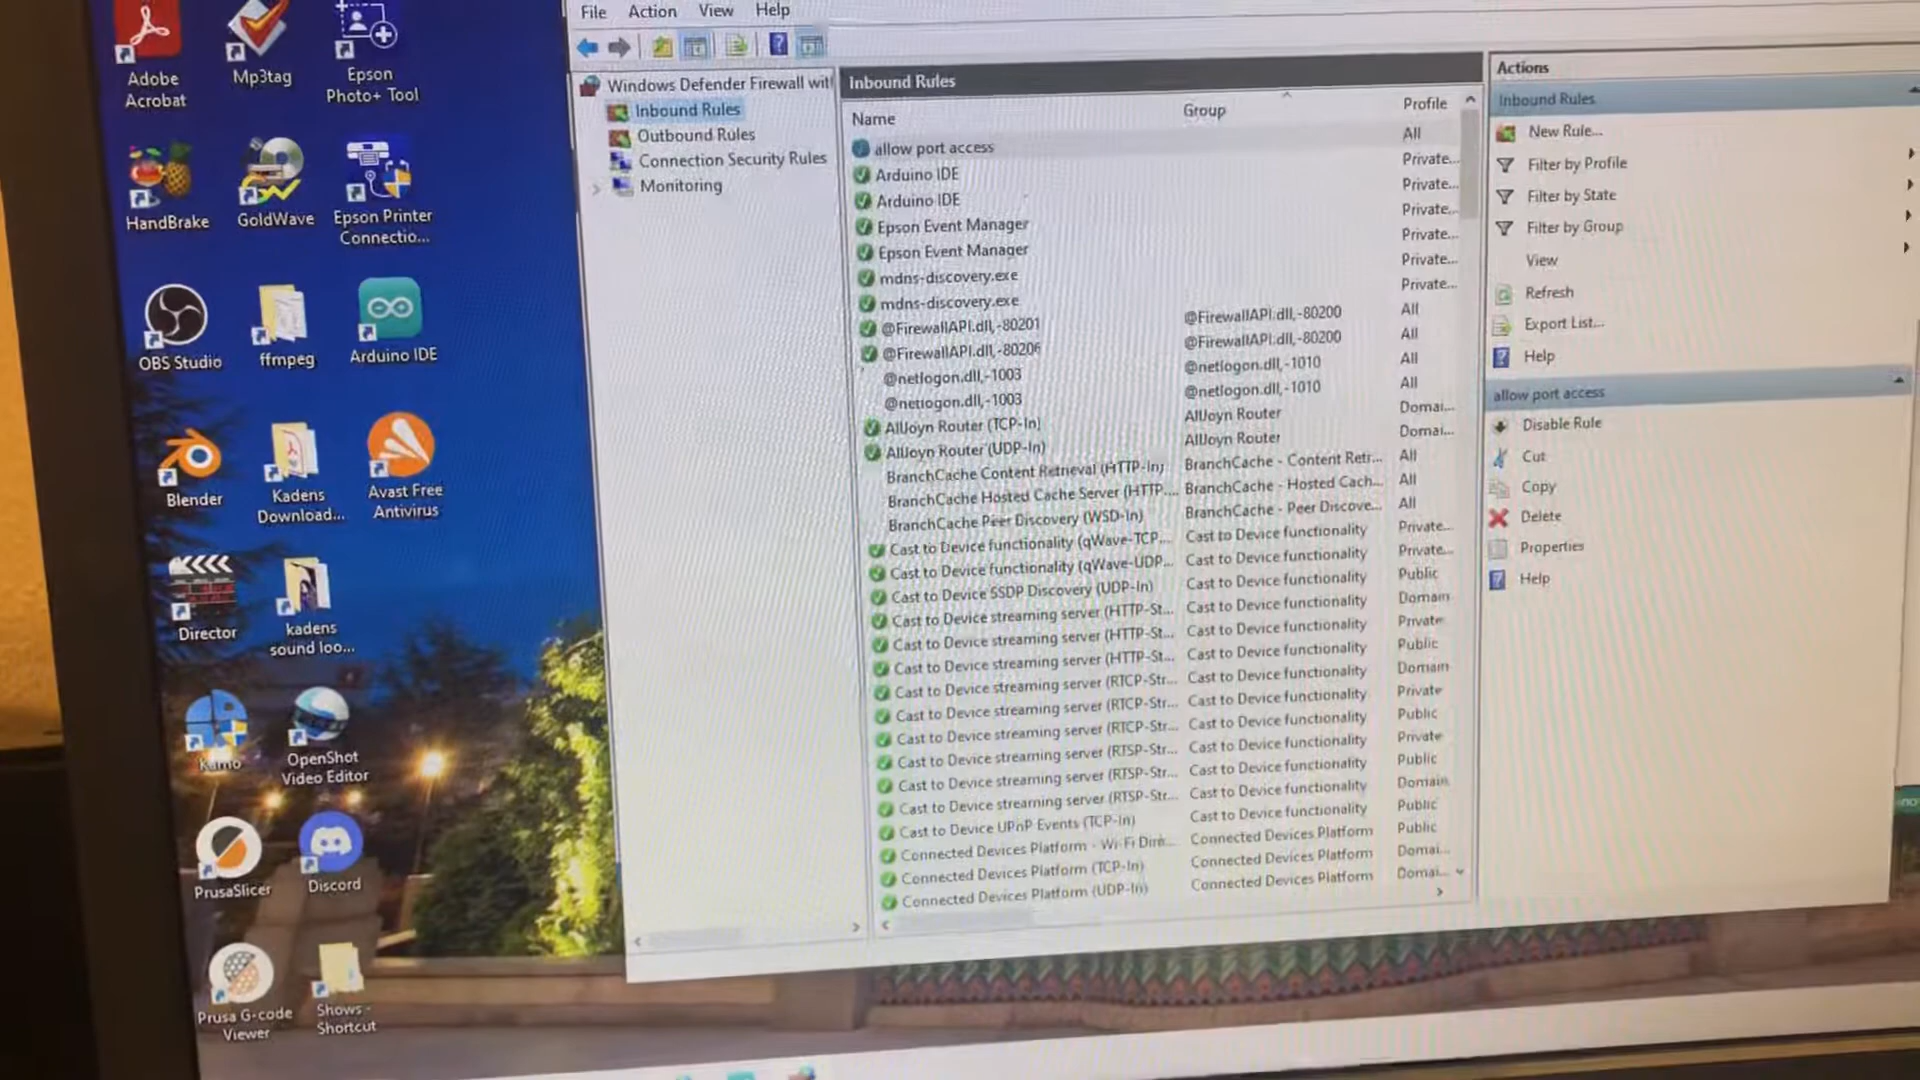 File Action View Help
Adobe
Acrobat
Mp3tag
Epson
Photo+ Tool
HandBrake
GoldWave
Epson Printer
Connectio...
OBS Studio
ffmpeg
Arduino IDE
Blender
Kadens
Download...
Avast Free
Antivirus
Director
kadens
sound loo...
OpenShot
Video Editor
PrusaSlicer
Discord
Prusa G-code
Viewer
Shows -
Shortcut
Windows Defender Firewall wit
Inbound Rules
Outbound Rules
Connection Security Rules
Monitoring
Inbound Rules
Name Group Profile
allow port access All
Arduino IDE Private...
Arduino IDE Private...
Epson Event Manager Private...
Epson Event Manager Private...
mdns-discovery.exe Private...
mdns-discovery.exe Private...
@FirewallAPI.dll,-80201 @FirewallAPI.dll,-80200 All
@FirewallAPI.dll,-80206 @FirewallAPI.dll,-80200 All
@netlogon.dll,-1003 @netlogon.dll,-1010 All
@netlogon.dll,-1003 @netlogon.dll,-1010 All
AllJoyn Router (TCP-In) AllJoyn Router Domai...
AllJoyn Router (UDP-In) AllJoyn Router Domai...
BranchCache Content Retrieval (HTTP-In) BranchCache - Content Retr... All
BranchCache Hosted Cache Server (HTTP... BranchCache - Hosted Cach... All
BranchCache Peer Discovery (WSD-In) BranchCache - Peer Discove... All
Cast to Device functionality (qWave-TCP... Cast to Device functionality Private...
Cast to Device functionality (qWave-UDP... Cast to Device functionality Private...
Cast to Device SSDP Discovery (UDP-In) Cast to Device functionality Public
Cast to Device streaming server (HTTP-St... Cast to Device functionality Domain
Cast to Device streaming server (HTTP-St... Cast to Device functionality Private
Cast to Device streaming server (HTTP-St... Cast to Device functionality Public
Cast to Device streaming server (RTCP-Str... Cast to Device functionality Domain
Cast to Device streaming server (RTCP-Str... Cast to Device functionality Private
Cast to Device streaming server (RTCP-Str... Cast to Device functionality Public
Cast to Device streaming server (RTSP-Str... Cast to Device functionality Private
Cast to Device streaming server (RTSP-Str... Cast to Device functionality Public
Cast to Device streaming server (RTSP-Str... Cast to Device functionality Domain
Cast to Device UPnP Events (TCP-In) Cast to Device functionality Public
Connected Devices Platform - Wi-Fi Dire... Connected Devices Platform Public
Connected Devices Platform (TCP-In) Connected Devices Platform Domai...
Connected Devices Platform (UDP-In) Connected Devices Platform Domai...
Actions
Inbound Rules
New Rule...
Filter by Profile
Filter by State
Filter by Group
View
Refresh
Export List...
Help
allow port access
Disable Rule
Cut
Copy
Delete
Properties
Help